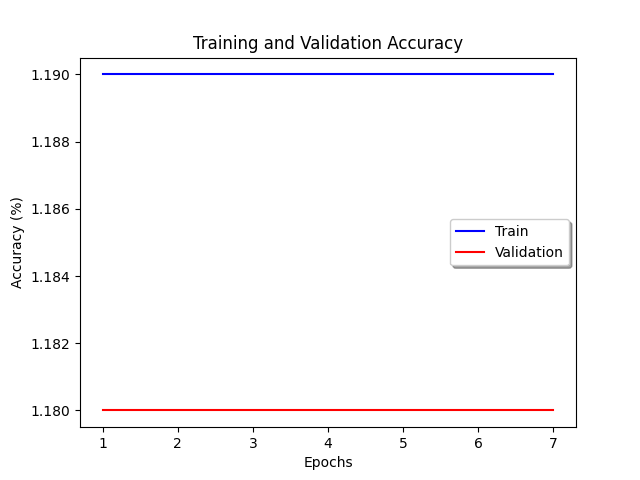 Training and Validation Accuracy
Accuracy (%)
1.190
1.188
1.186
1.184
1.182
1.180
Train
Validation
1 2 3 4 5 6 7
Epochs